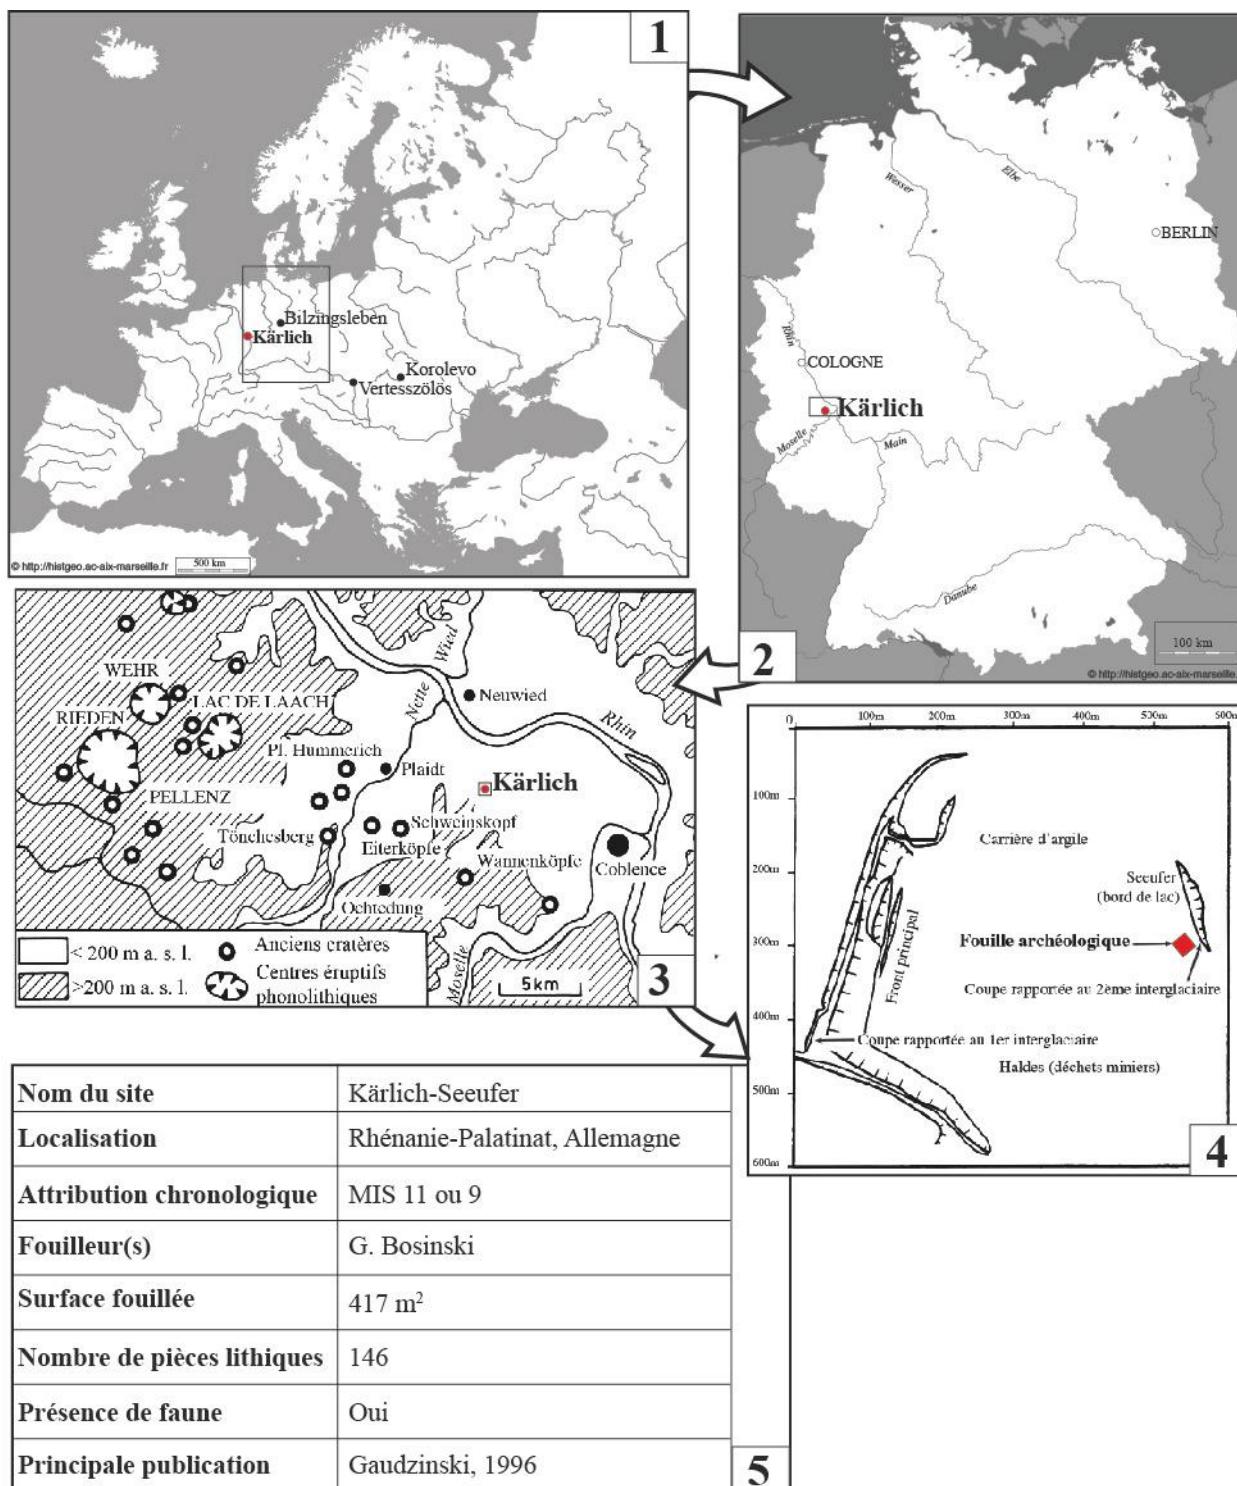 1
Bilzingsleben
Kärlich
Korolevo
Vertesszölös
© http://histgeo.ac-aix-marseille.fr
500 km
Wesser
Elbe
BERLIN
Rhin
COLOGNE
Kärlich
Moselle
Main
Danube
100 km
2
© http://histgeo.ac-aix-marseille.fr
WEHR
LAC DE LAACH
RIEDEN
Wied
Nette
Neuwied
Rhin
Pl. Hummerich
Plaidt
Kärlich
PELLENZ
Schweinskopf
Tönchesberg
Eiterköpfe
Wannenköpfe
Coblence
Ochtedung
Moselle
< 200 m a. s. l.
Anciens cratères
>200 m a. s. l.
Centres éruptifs
phonolithiques
5km
3
0 100m 200m 300m 400m 500m 600m
100m
Carrière d'argile
200m
Seeufer
(bord de lac)
Fouille archéologique
300m
Front principal
Coupe rapportée au 2ème interglaciaire
400m
Coupe rapportée au 1er interglaciaire
Haldes (déchets miniers)
500m
600m
4
Nom du site Kärlich-Seeufer
Localisation Rhénanie-Palatinat, Allemagne
Attribution chronologique MIS 11 ou 9
Fouilleur(s) G. Bosinski
Surface fouillée 417 m²
Nombre de pièces lithiques 146
Présence de faune Oui
Principale publication Gaudzinski, 1996
5